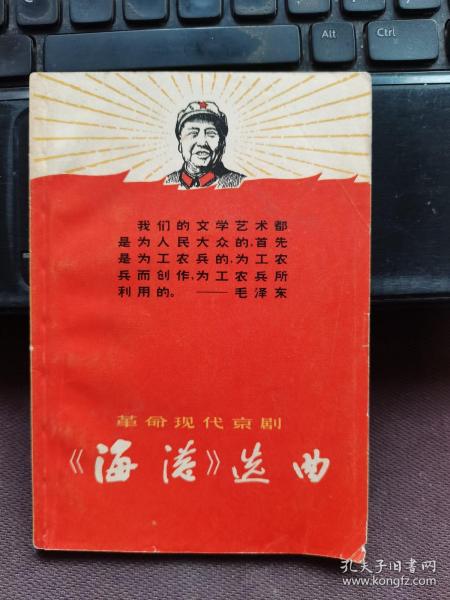 Alt
Ctrl
我们的文学艺术都
是为人民大众的,首先
是为工农兵的,为工农
兵而创作,为工农兵所
利用的。——毛泽东
革命现代京剧
《海港》选曲
孔夫子旧书网
www.kongfz.com